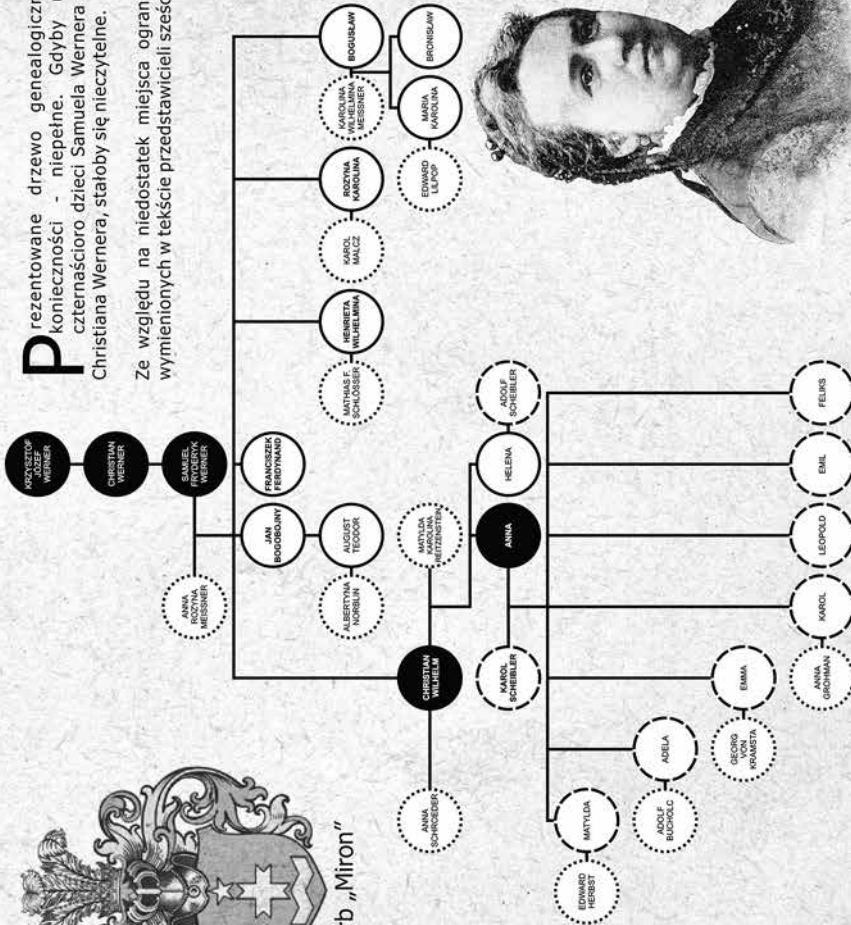 Prezentowane drzewo genealogiczn
konieczności - niepełne. Gdyby
czternaścioro dzieci Samuela Wernera
Christiana Wernera, stałoby się nieczytelne.
Ze względu na niedostatek miejsca ogran
wymienionych w tekście przedstawicieli sześc
KRZYSZTOF
JÓZEF
WERNER
CHRISTIAN
WERNER
ANNA
ROZYNA
MEISSNER
SAMUEL
FRYDERYK
WERNER
JAN
BOGOBOJNY
FRANCISZEK
FERDYNAND
ALBERTYNA
NORBLIN
AUGUST
TEODOR
MATHIAS F.
SCHLÖSSER
HENRIETA
WILHELMINA
KAROL
MALCZ
ROZYNA
KAROLINA
KAROLINA
WILHELMINA
MEISSNER
BOGUSŁAW
EDWARD
LILPOP
MARIA
KAROLINA
BRONISŁAW
ANNA
SCHROEDER
CHRISTIAN
WILHELM
MATYLDA
KAROLINA
REITZENSTEIN
KAROL
SCHEIBLER
ANNA
HELENA
ADOLF
SCHEIBLER
EDWARD
HERBST
MATYLDA
ADOLF
BUCHOLC
ADELA
GEORG
VON
KRAMSTA
EMMA
ANNA
GROHMAN
KAROL
LEOPOLD
EMIL
FELIKS
rb „Miron”